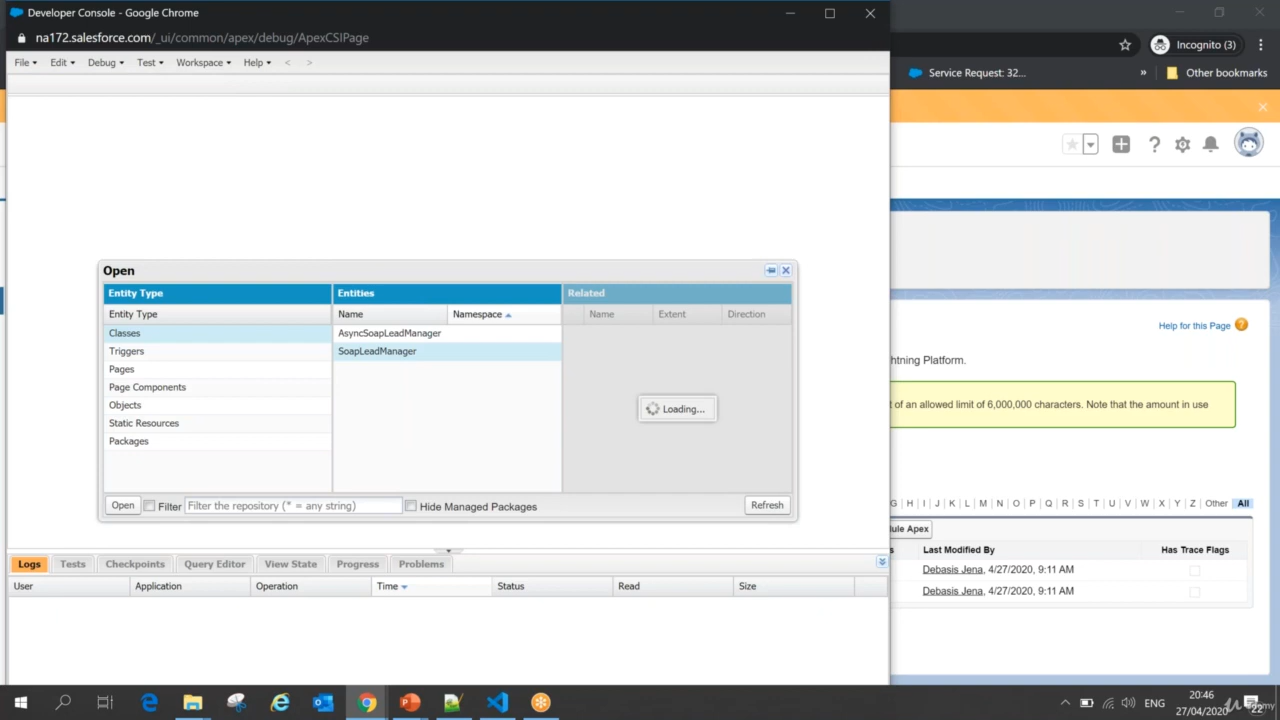 Developer Console - Google Chrome
na172.salesforce.com/_ui/common/apex/debug/ApexCSIPage
Incognito (3)
File Edit Debug Test Workspace Help < >
Service Request: 32...
» Other bookmarks
Help for this Page
htning Platform.
t of an allowed limit of 6,000,000 characters. Note that the amount in use
Open
Entity Type Entities Related
Entity Type Name Namespace Name Extent Direction
Classes AsyncSoapLeadManager
Triggers SoapLeadManager
Pages
Page Components
Objects Loading...
Static Resources
Packages
Open Filter Filter the repository (* = any string) Hide Managed Packages Refresh
G H I J K L M N O P Q R S T U V W X Y Z Other All
ule Apex
s Last Modified By Has Trace Flags
Debasis Jena, 4/27/2020, 9:11 AM
Debasis Jena, 4/27/2020, 9:11 AM
Logs Tests Checkpoints Query Editor View State Progress Problems
User Application Operation Time Status Read Size
ENG
20:46
27/04/2020
22